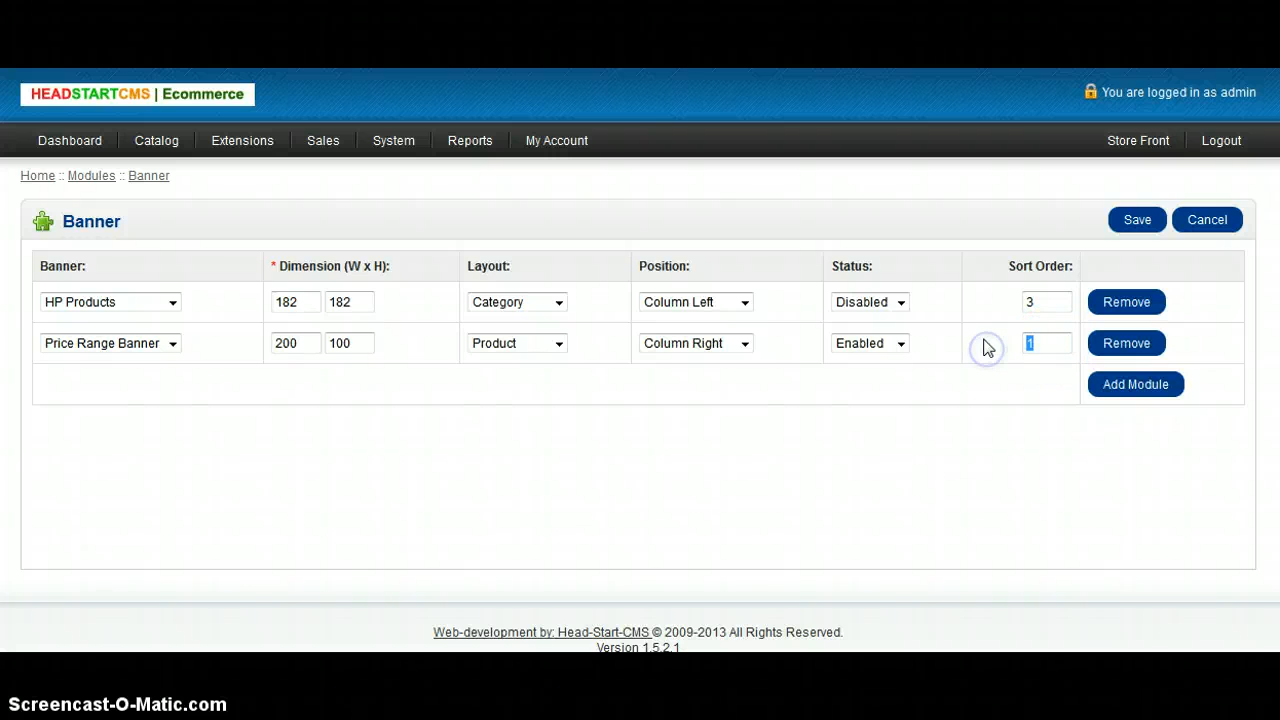 HEADSTARTCMS | Ecommerce
You are logged in as admin
Dashboard Catalog Extensions Sales System Reports My Account Store Front Logout
Home :: Modules :: Banner
Banner Save Cancel
Banner: * Dimension (W x H): Layout: Position: Status: Sort Order:
HP Products 182 182 Category Column Left Disabled 3 Remove
Price Range Banner 200 100 Product Column Right Enabled 1 Remove
Add Module
Web-development by: Head-Start-CMS © 2009-2013 All Rights Reserved.
Version 1.5.2.1
Screencast-O-Matic.com